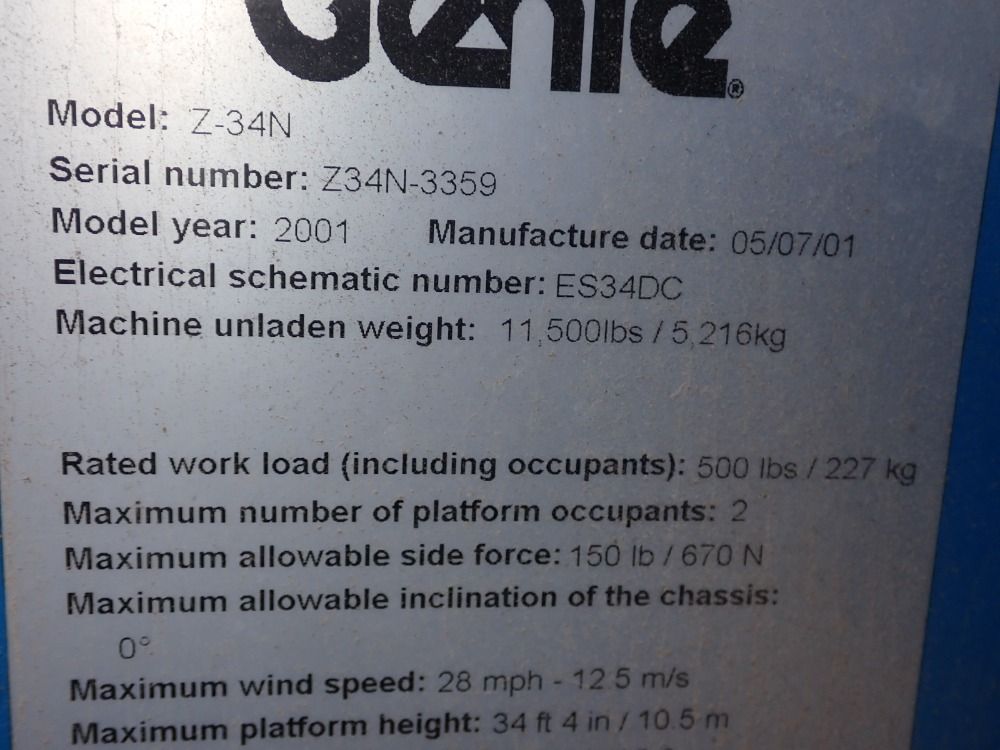 Genie®
Model: Z-34N
Serial number: Z34N-3359
Model year: 2001 Manufacture date: 05/07/01
Electrical schematic number: ES34DC
Machine unladen weight: 11,500lbs / 5,216kg
Rated work load (including occupants): 500 lbs / 227 kg
Maximum number of platform occupants: 2
Maximum allowable side force: 150 lb / 670 N
Maximum allowable inclination of the chassis:
0°
Maximum wind speed: 28 mph - 12.5 m/s
Maximum platform height: 34 ft 4 in / 10.5 m